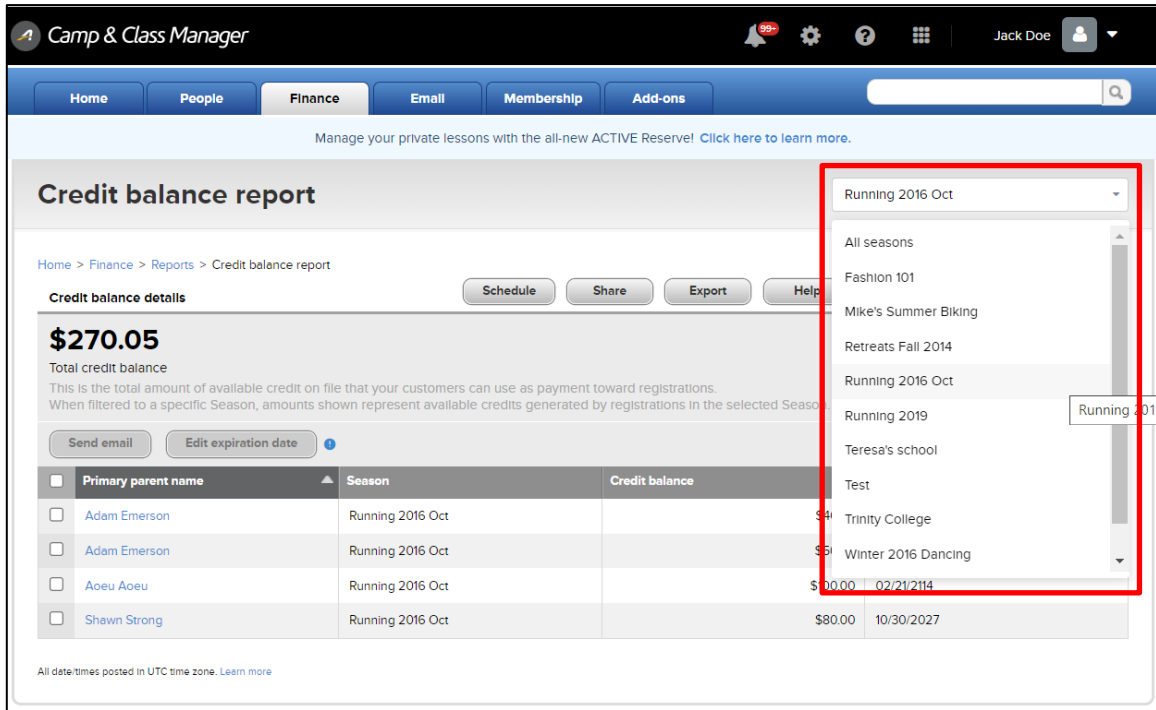 Camp & Class Manager
99+
Jack Doe
Home People Finance Email Membership Add-ons
Manage your private lessons with the all-new ACTIVE Reserve! Click here to learn more.
Credit balance report
Running 2016 Oct
All seasons
Fashion 101
Mike's Summer Biking
Retreats Fall 2014
Running 2016 Oct
Running 2019
Teresa's school
Test
Trinity College
Winter 2016 Dancing
Running 201
Home > Finance > Reports > Credit balance report
Credit balance details
Schedule Share Export Help
$270.05
Total credit balance
This is the total amount of available credit on file that your customers can use as payment toward registrations.
When filtered to a specific Season, amounts shown represent available credits generated by registrations in the selected Season.
Send email Edit expiration date
Primary parent name Season Credit balance
Adam Emerson Running 2016 Oct
Adam Emerson Running 2016 Oct
Aoeu Aoeu Running 2016 Oct $100.00 02/21/2114
Shawn Strong Running 2016 Oct $80.00 10/30/2027
All date/times posted in UTC time zone. Learn more